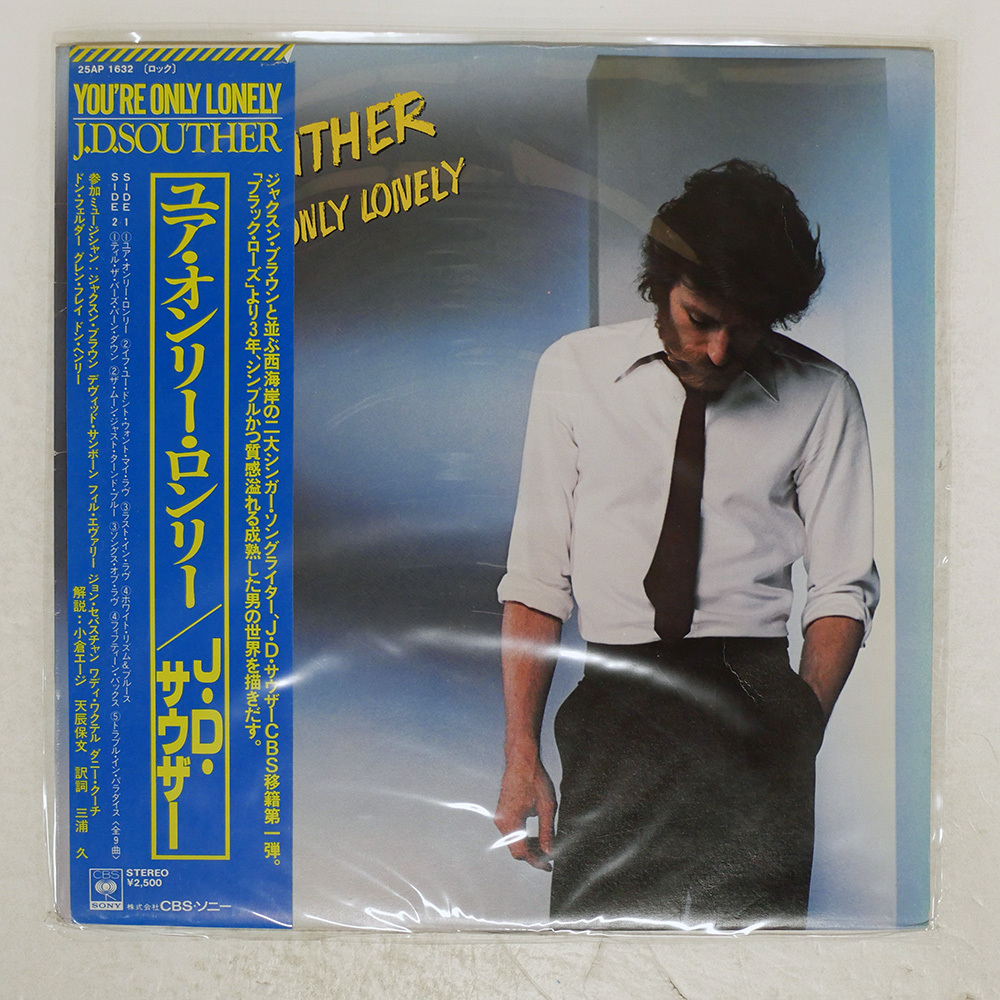 25AP 1632 〔ロック〕
YOU'RE ONLY LONELY
J.D.SOUTHER
ジャクスン・ブラウンと並ぶ西海岸の二大シンガー・ソングライター、J・D・サウザーCBS移籍第一弾。
「ブラック・ローズ」より3年、シンプルかつ質感溢れる成熟した男の世界を描きだす。
ユア・オンリー・ロンリー/J・D・サウザー
SIDE 1 ①ユア・オンリー・ロンリー ②イフ・ユー・ドント・ウォント・マイ・ラヴ ③ラスト・イン・ラヴ ④ホワイト・リズム&ブルース
SIDE 2 ①ティル・ザ・バーズ・バーン・ダウン ②ザ・ムーン・ジャスト・ターンド・ブルー ③ソングス・オブ・ラヴ ④フィフティーン・バックス ⑤トラブル・イン・パラダイス 〈全9曲〉
参加ミュージシャン:ジャクスン・ブラウン デヴィッド・サンボーン フィル・エヴァリー ジョン・セバスチャン ワディ・ワクテル ダニー・クーチ
ドン・フェルダー グレン・フレイ ドン・ヘンリー
解説:小倉エージ 天辰保文 訳詞 三浦 久
CBS
SONY
STEREO
¥2,500
株式会社CBS・ソニー
UTHER
ONLY LONELY